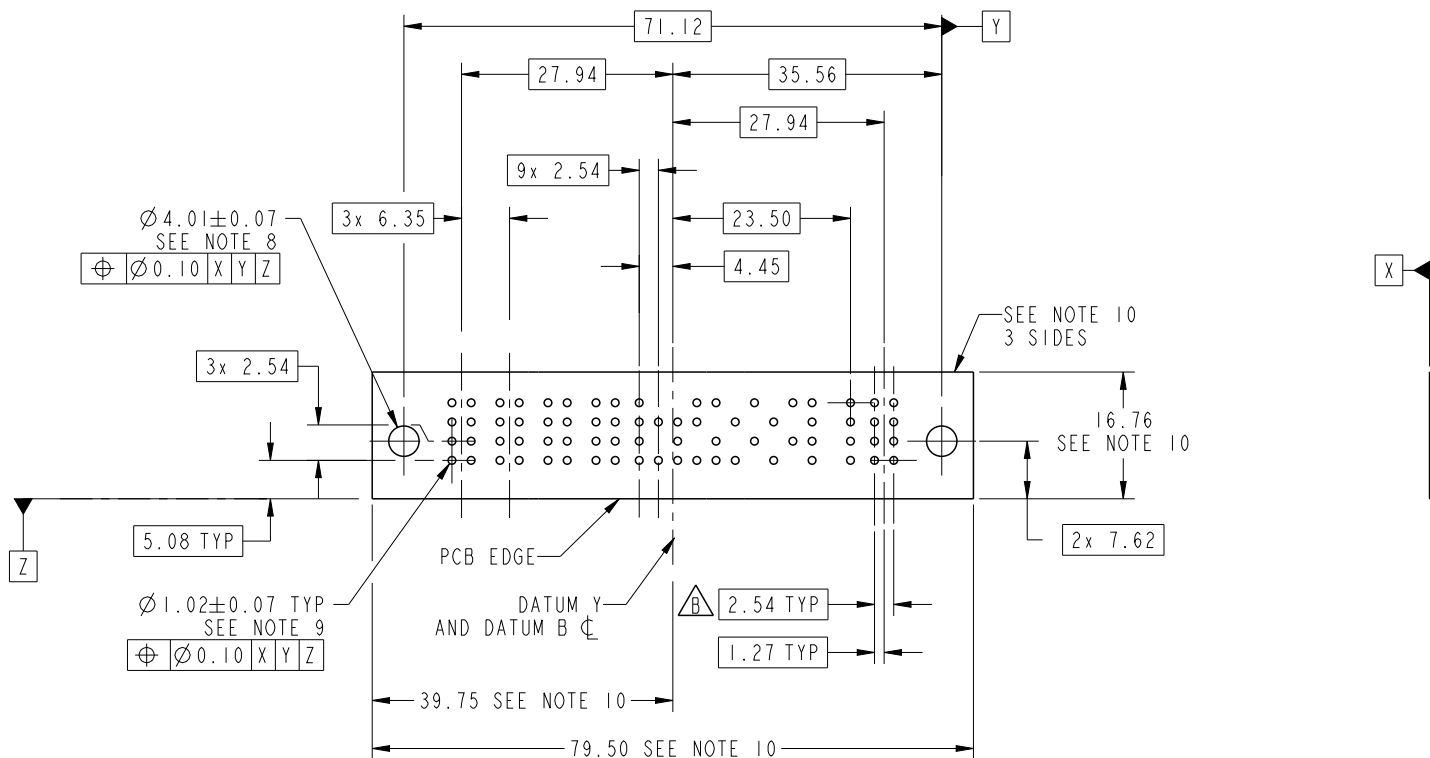 71.12
Y
27.94
35.56
27.94
9x 2.54
3x 6.35
23.50
Ø4.01±0.07
SEE NOTE 8
⌖ Ø0.10 X Y Z
4.45
X
SEE NOTE 10
3 SIDES
3x 2.54
16.76
SEE NOTE 10
5.08 TYP
2x 7.62
Z
PCB EDGE
Ø1.02±0.07 TYP
SEE NOTE 9
⌖ Ø0.10 X Y Z
DATUM Y
AND DATUM B ℄
B 2.54 TYP
1.27 TYP
39.75 SEE NOTE 10
79.50 SEE NOTE 10